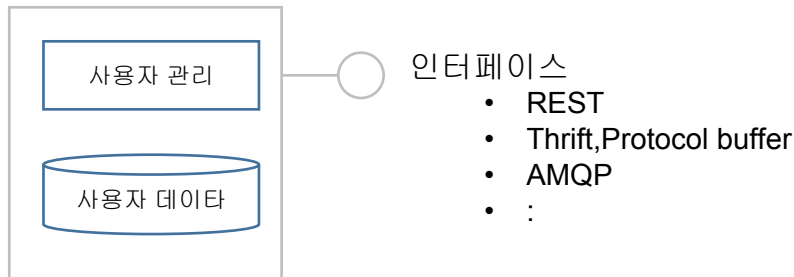 사용자 관리
사용자 데이타
인터페이스
• REST
• Thrift,Protocol buffer
• AMQP
• :